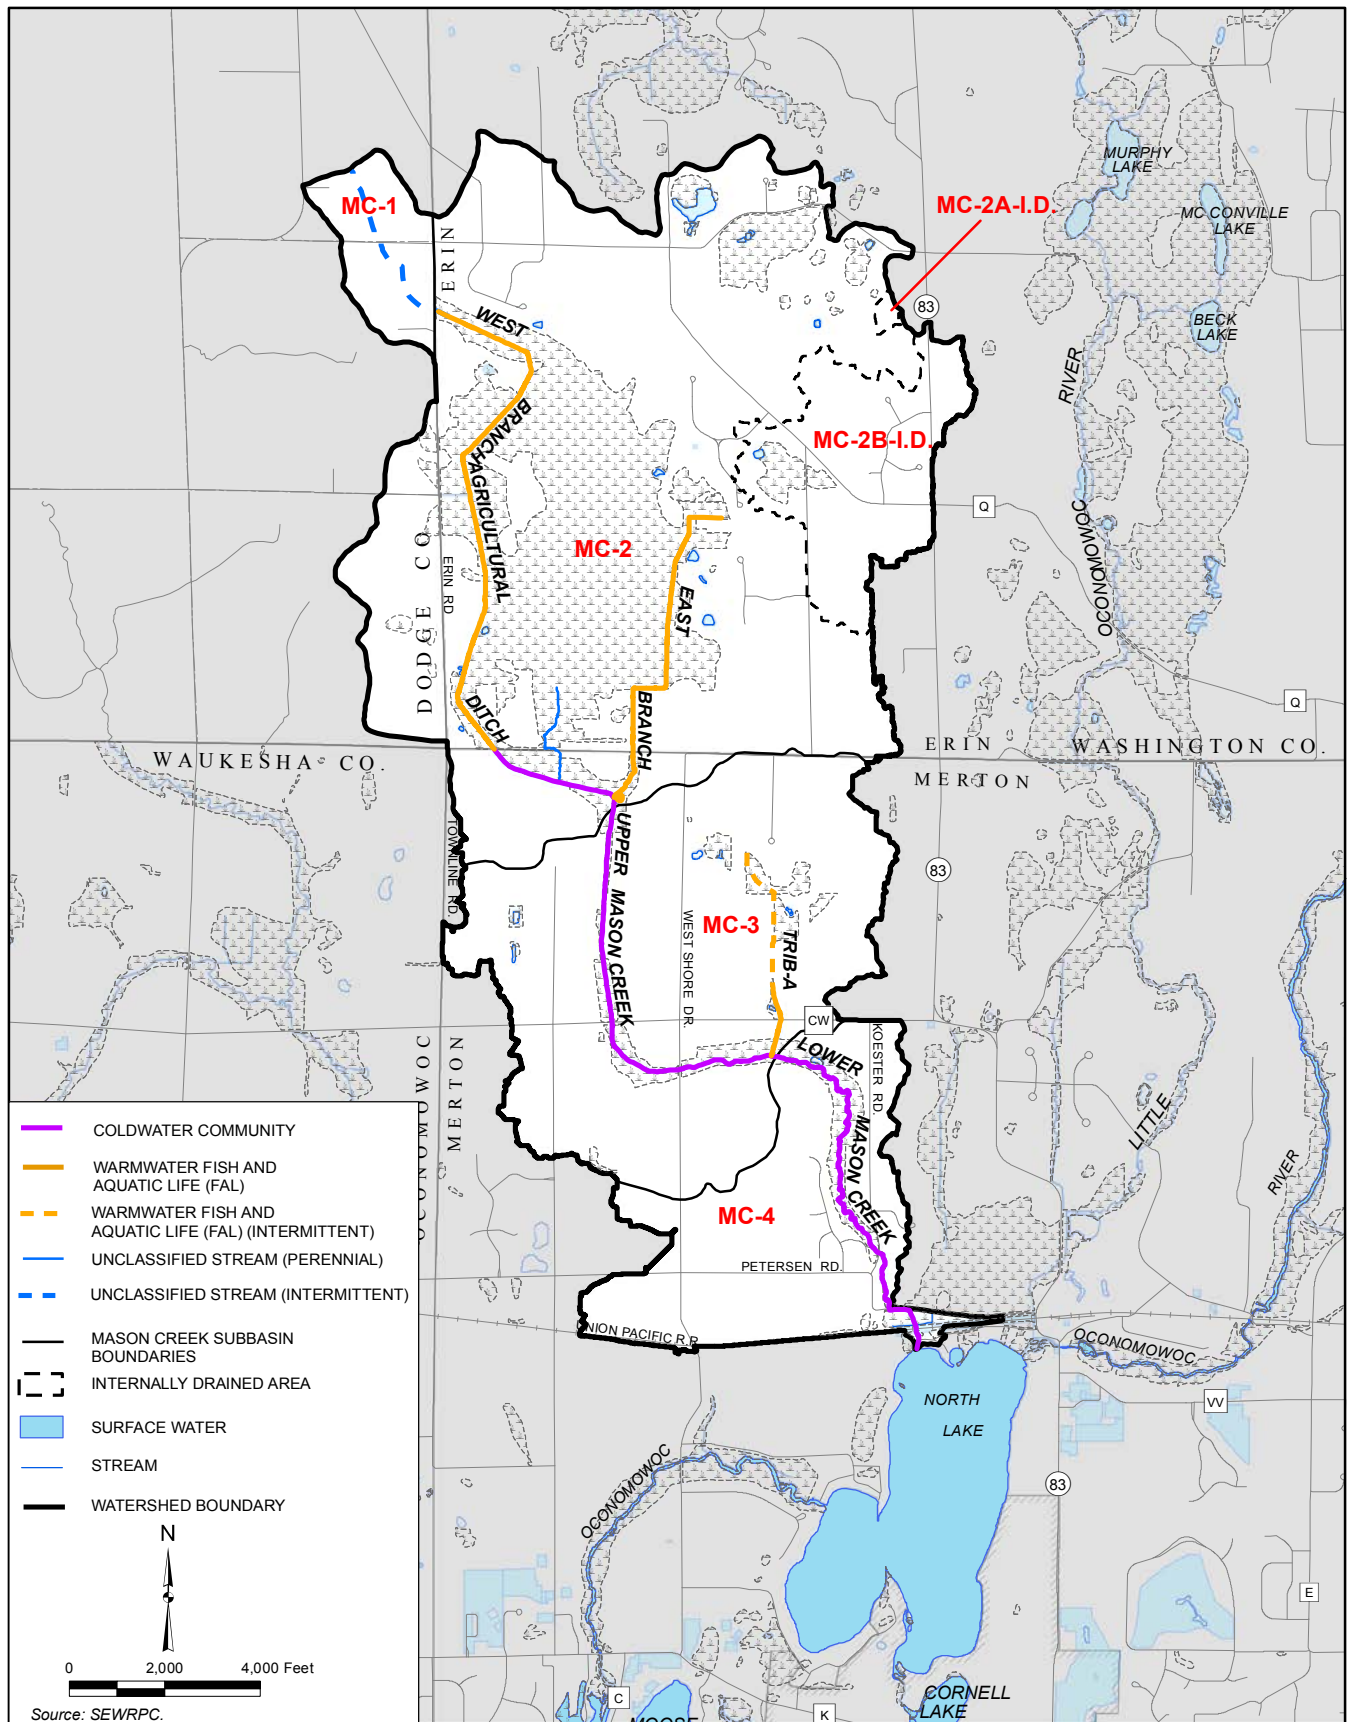 MURPHY
LAKE
MC-1
MC-2A-I.D.
MC CONVILLE
LAKE
ERIN
83
WEST
BECK
LAKE
RIVER
BRANCH
MC-2B-I.D.
AGRICULTURAL
Q
OCONOMOWOC
MC-2
DODGE CO.
ERIN RD
EAST
DITCH
BRANCH
Q
WAUKESHA CO.
ERIN
WASHINGTON CO.
MERTON
TOWNLINE RD.
UPPER MASON CREEK
83
WEST SHORE DR.
MC-3
TRIB-A
CW
OCONOMOWOC
MERTON
LOWER
KOESTER RD.
MASON CREEK
LITTLE
RIVER
MC-4
PETERSEN RD.
UNION PACIFIC R.R.
OCONOMOWOC
NORTH
LAKE
VV
OCONOMOWOC
83
E
C
K
CORNELL
LAKE
MOOSE
COLDWATER COMMUNITY
WARMWATER FISH AND
AQUATIC LIFE (FAL)
WARMWATER FISH AND
AQUATIC LIFE (FAL) (INTERMITTENT)
UNCLASSIFIED STREAM (PERENNIAL)
UNCLASSIFIED STREAM (INTERMITTENT)
MASON CREEK SUBBASIN
BOUNDARIES
INTERNALLY DRAINED AREA
SURFACE WATER
STREAM
WATERSHED BOUNDARY
N
0 2,000 4,000 Feet
Source: SEWRPC.